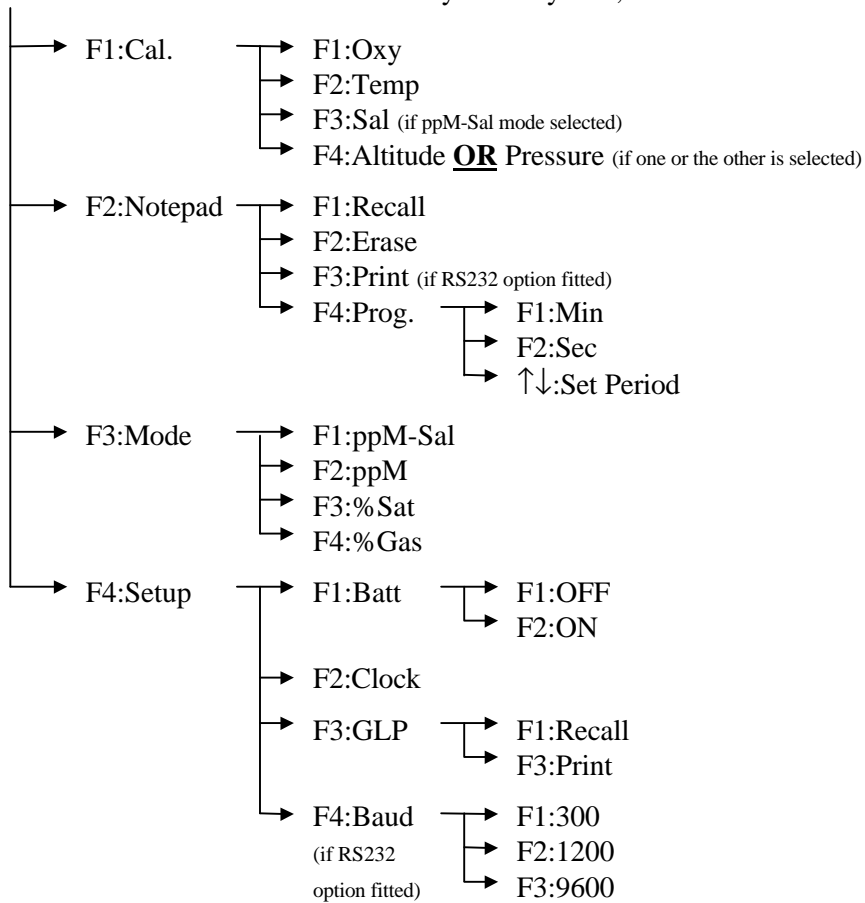 F1:Cal. F1:Oxy
F2:Temp
F3:Sal (if ppM-Sal mode selected)
F4:Altitude OR Pressure (if one or the other is selected)
F2:Notepad F1:Recall
F2:Erase
F3:Print (if RS232 option fitted)
F4:Prog. F1:Min
F2:Sec
↑↓:Set Period
F3:Mode F1:ppM-Sal
F2:ppM
F3:%Sat
F4:%Gas
F4:Setup F1:Batt F1:OFF
F2:ON
F2:Clock
F3:GLP F1:Recall
F3:Print
F4:Baud F1:300
(if RS232 F2:1200
option fitted) F3:9600